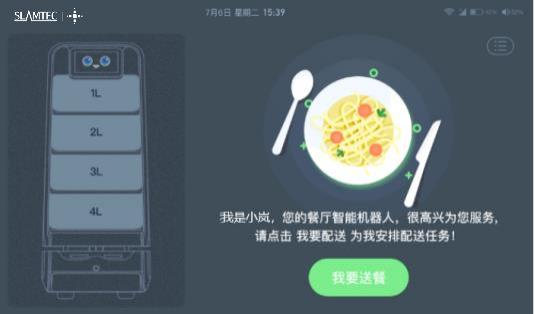 SLAMTEC
7月6日 星期二 15:39
1L
2L
3L
4L
我是小岚，您的餐厅智能机器人，很高兴为您服务，
请点击 我要配送 为我安排配送任务！
我要送餐